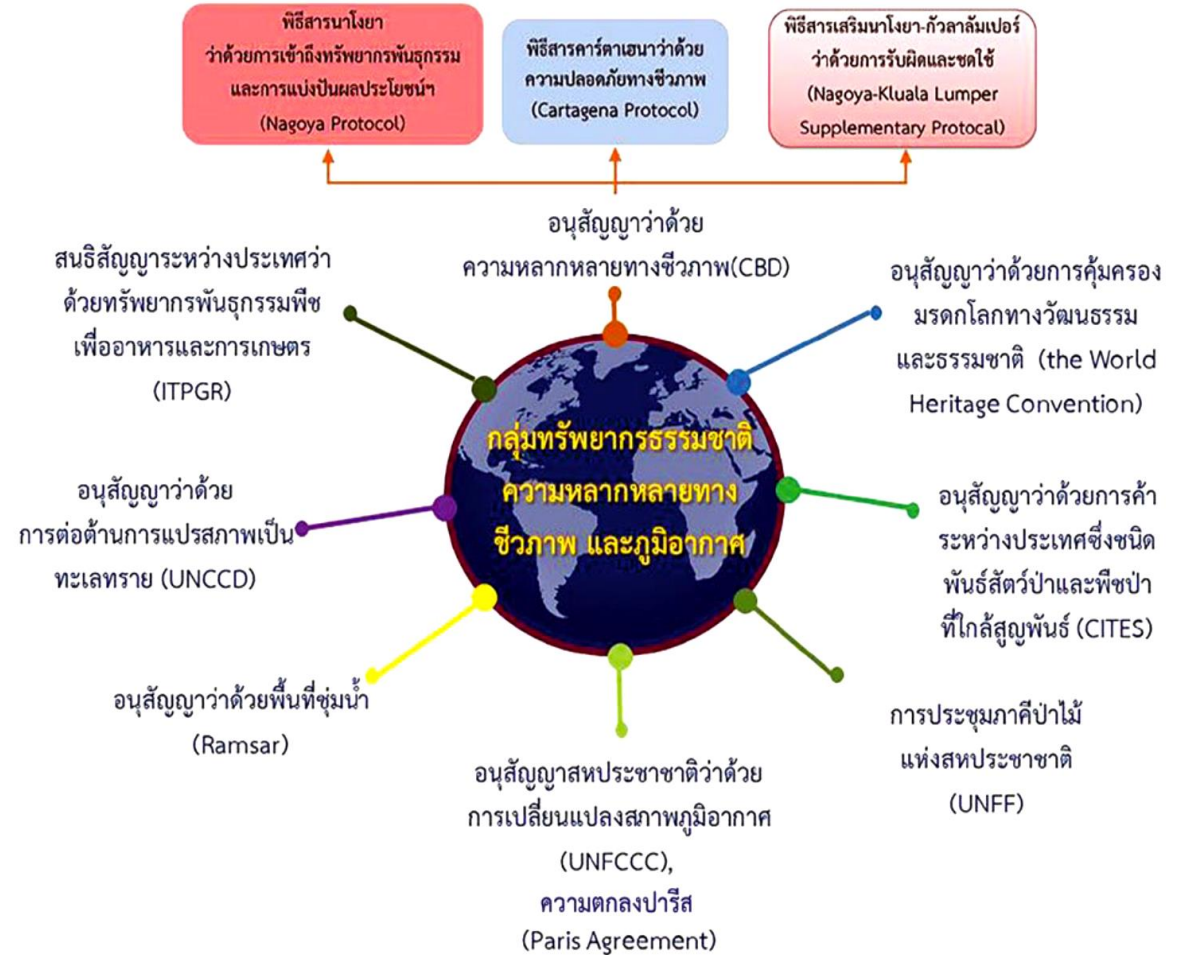 พิธีสารนาโงยา
ว่าด้วยการเข้าถึงทรัพยากรพันธุกรรม
และการแบ่งปันผลประโยชน์ฯ
(Nagoya Protocol)
พิธีสารคาร์ตาเฮนาว่าด้วย
ความปลอดภัยทางชีวภาพ
(Cartagena Protocol)
พิธีสารเสริมนาโงยา-กัวลาลัมเปอร์
ว่าด้วยการรับผิดและชดใช้
(Nagoya-Kluala Lumper
Supplementary Protocal)
อนุสัญญาว่าด้วย
ความหลากหลายทางชีวภาพ(CBD)
สนธิสัญญาระหว่างประเทศว่า
ด้วยทรัพยากรพันธุกรรมพืช
เพื่ออาหารและการเกษตร
(ITPGR)
อนุสัญญาว่าด้วยการคุ้มครอง
มรดกโลกทางวัฒนธรรม
และธรรมชาติ (the World
Heritage Convention)
กลุ่มทรัพยากรธรรมชาติ
ความหลากหลายทาง
ชีวภาพ และภูมิอากาศ
อนุสัญญาว่าด้วย
การต่อต้านการแปรสภาพเป็น
ทะเลทราย (UNCCD)
อนุสัญญาว่าด้วยการค้า
ระหว่างประเทศซึ่งชนิด
พันธ์สัตว์ป่าและพืชป่า
ที่ใกล้สูญพันธ์ (CITES)
อนุสัญญาว่าด้วยพื้นที่ชุ่มน้ำ
(Ramsar)
การประชุมภาคีป่าไม้
แห่งสหประชาชาติ
(UNFF)
อนุสัญญาสหประชาชาติว่าด้วย
การเปลี่ยนแปลงสภาพภูมิอากาศ
(UNFCCC),
ความตกลงปารีส
(Paris Agreement)